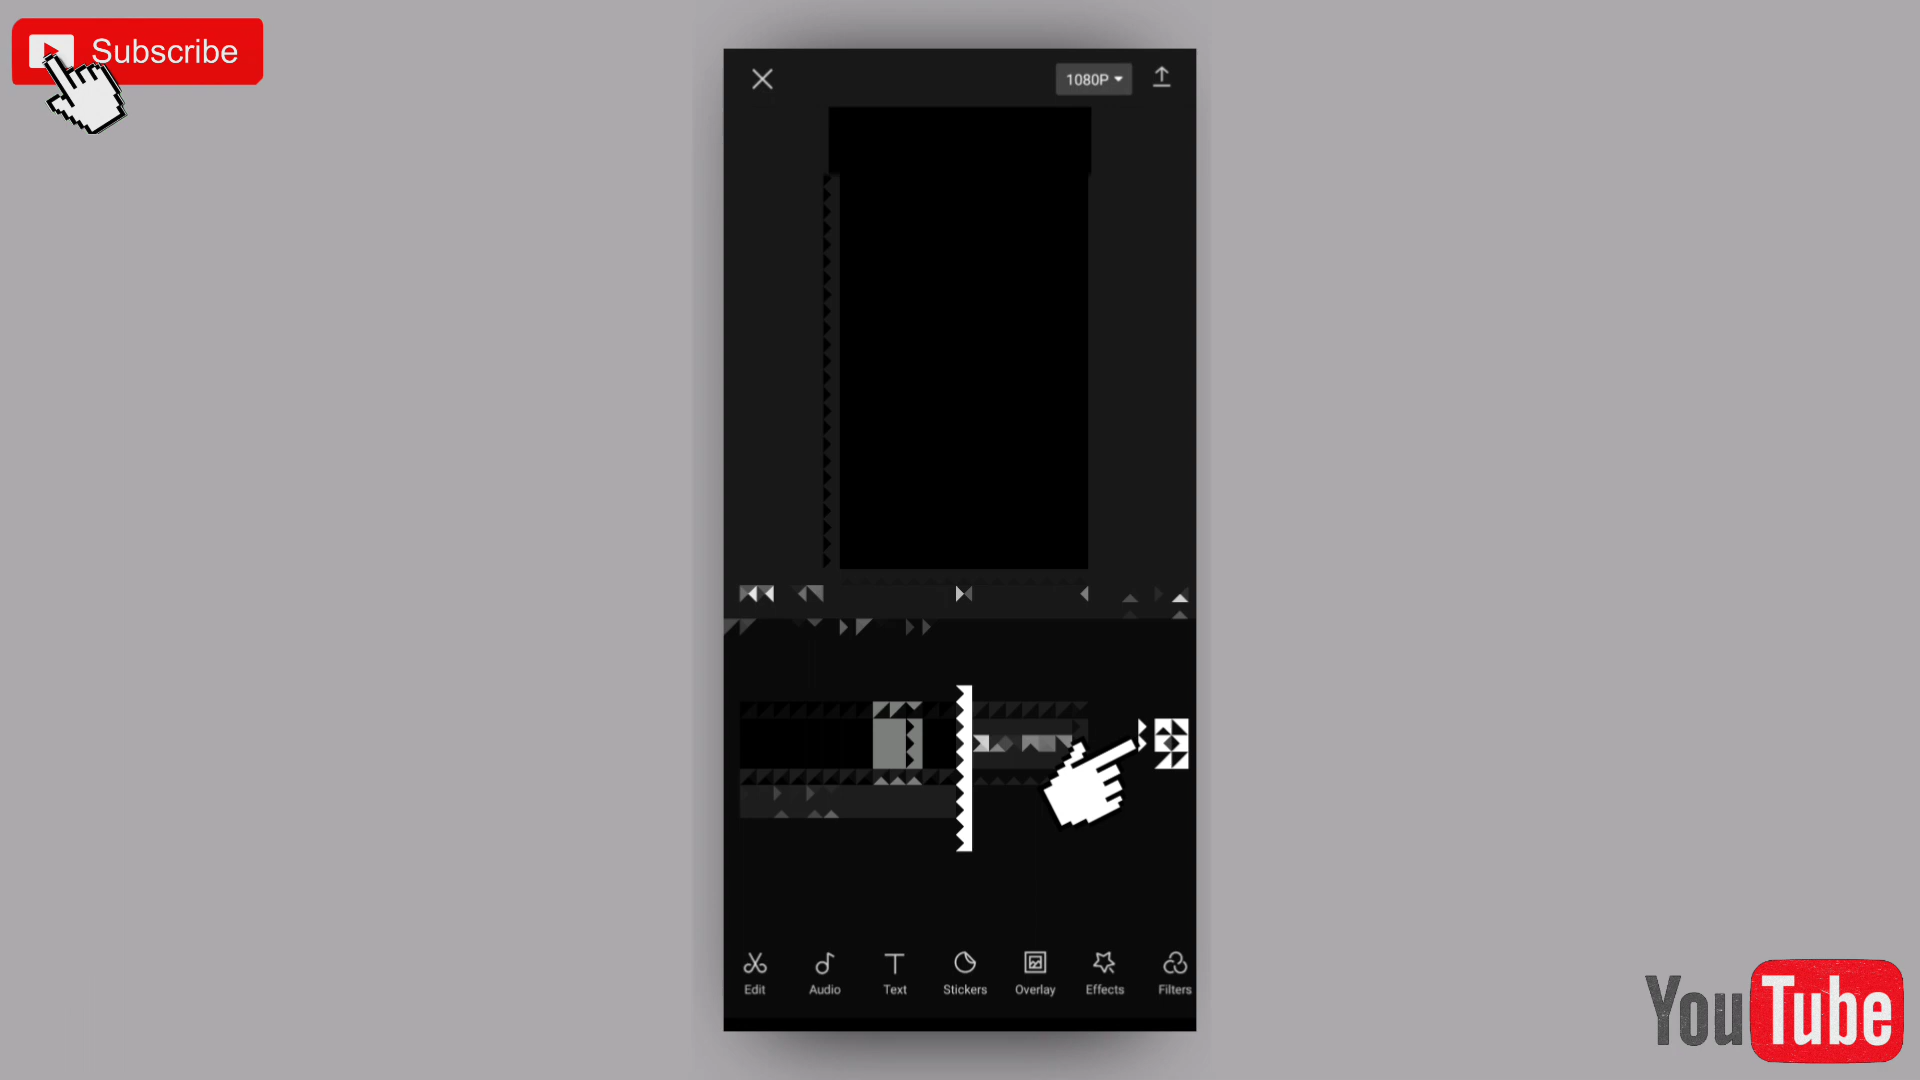 Subscribe
1080P
Edit
Audio
Text
Stickers
Overlay
Effects
Filters
YouTube